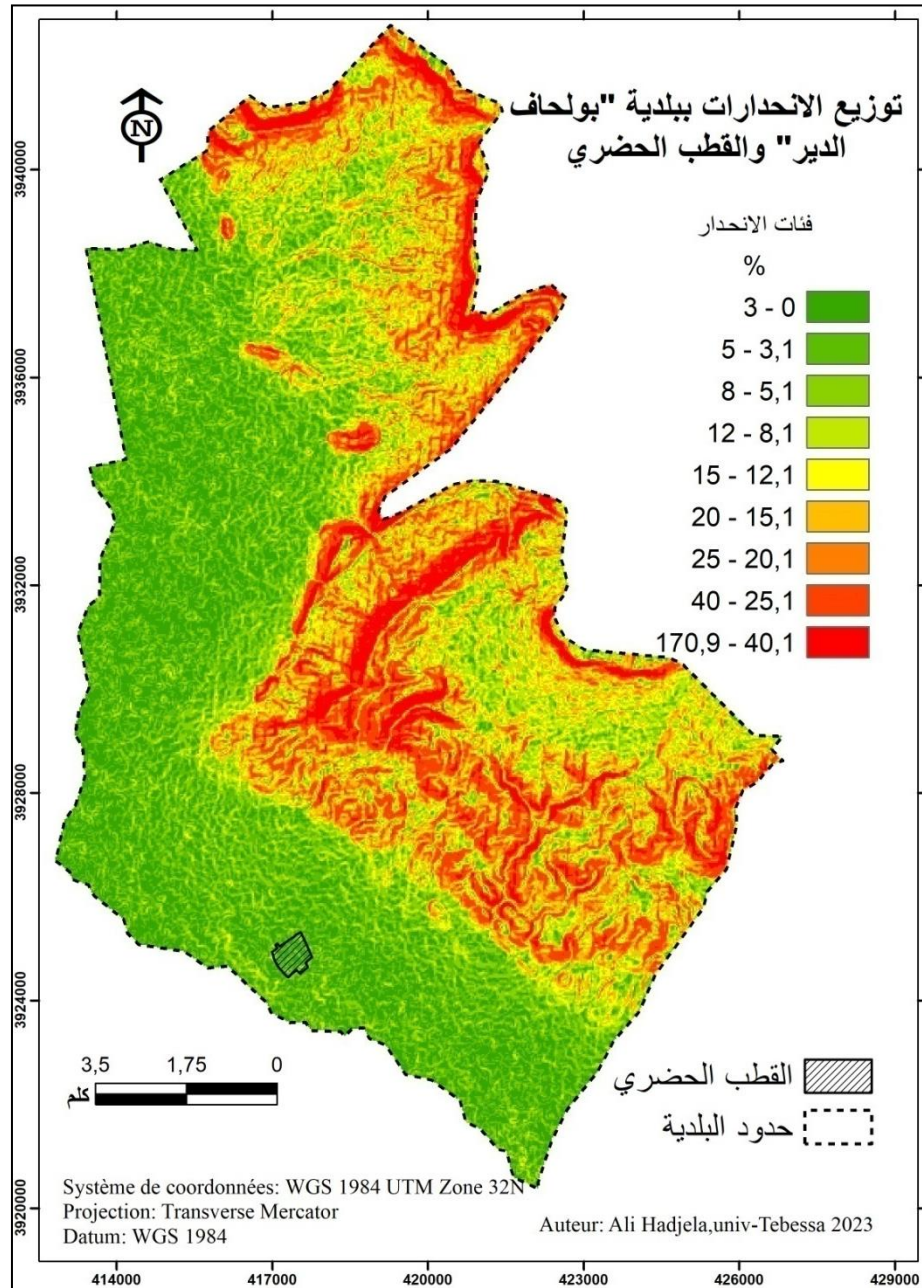 توزيع الانحدارات ببلدية "بولحاف
الدير" والقطب الحضري
N
فئات الانحدار
%
3 - 0
5 - 3,1
8 - 5,1
12 - 8,1
15 - 12,1
20 - 15,1
25 - 20,1
40 - 25,1
170,9 - 40,1
3940000
3936000
3932000
3928000
3924000
3920000
3,5 1,75 0
كلم
القطب الحضري
حدود البلدية
Système de coordonnées: WGS 1984 UTM Zone 32N
Projection: Transverse Mercator
Datum: WGS 1984
Auteur: Ali Hadjela,univ-Tebessa 2023
414000 417000 420000 423000 426000 429000